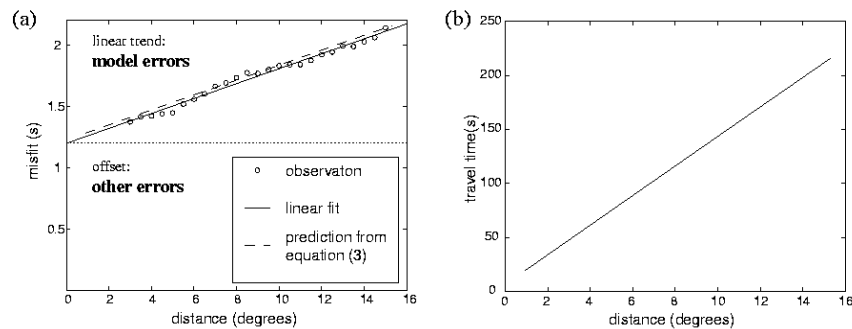 (a)
2
1.5
1
0.5
0
2
4
6
8
10
12
14
16
misfit (s)
distance (degrees)
linear trend:
model errors
offset:
other errors
observaton
linear fit
prediction from
equation (3)
(b)
250
200
150
100
50
0
0
2
4
6
8
10
12
14
16
travel time(s)
distance (degrees)